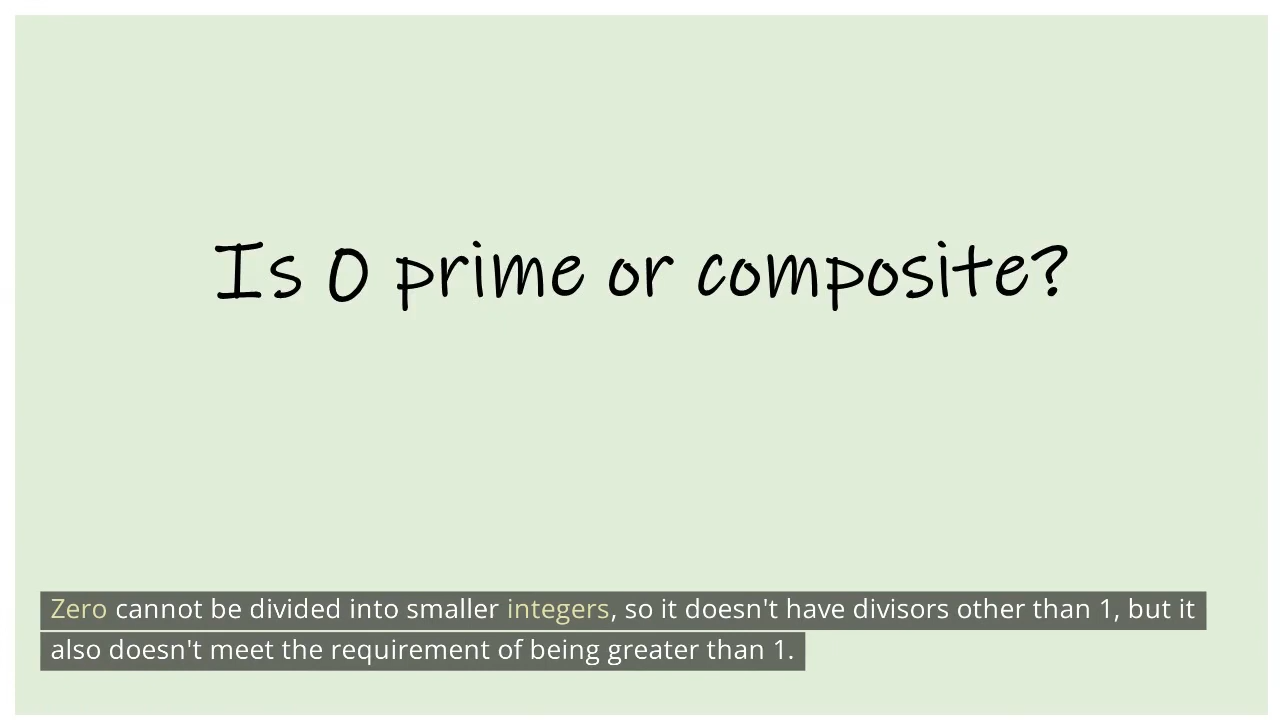 Is 0 prime or composite?
Zero cannot be divided into smaller integers, so it doesn't have divisors other than 1, but it
also doesn't meet the requirement of being greater than 1.